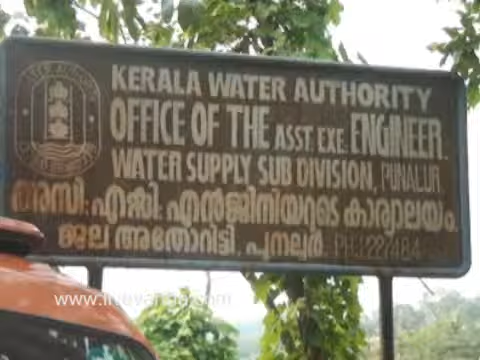 KERALA WATER AUTHORITY
OFFICE OF THE ASST. EXE. ENGINEER.
WATER SUPPLY SUB DIVISION, PUNALUR
അസി: എക്സി: എൻജിനിയറുടെ കാര്യാലയം.
ജല അതോറിട്ടി, പുനലൂർ. PH: